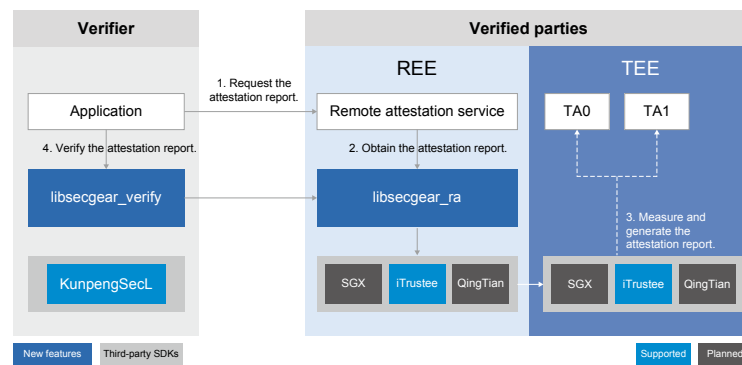 Verifier
Verified parties
REE
TEE
1. Request the
attestation report.
Application
Remote attestation service
TA0
TA1
4. Verify the attestation report.
2. Obtain the attestation report.
libsecgear_verify
libsecgear_ra
3. Measure and
generate the
attestation report.
KunpengSecL
SGX
iTrustee
QingTian
SGX
iTrustee
QingTian
New features
Third-party SDKs
Supported
Planned